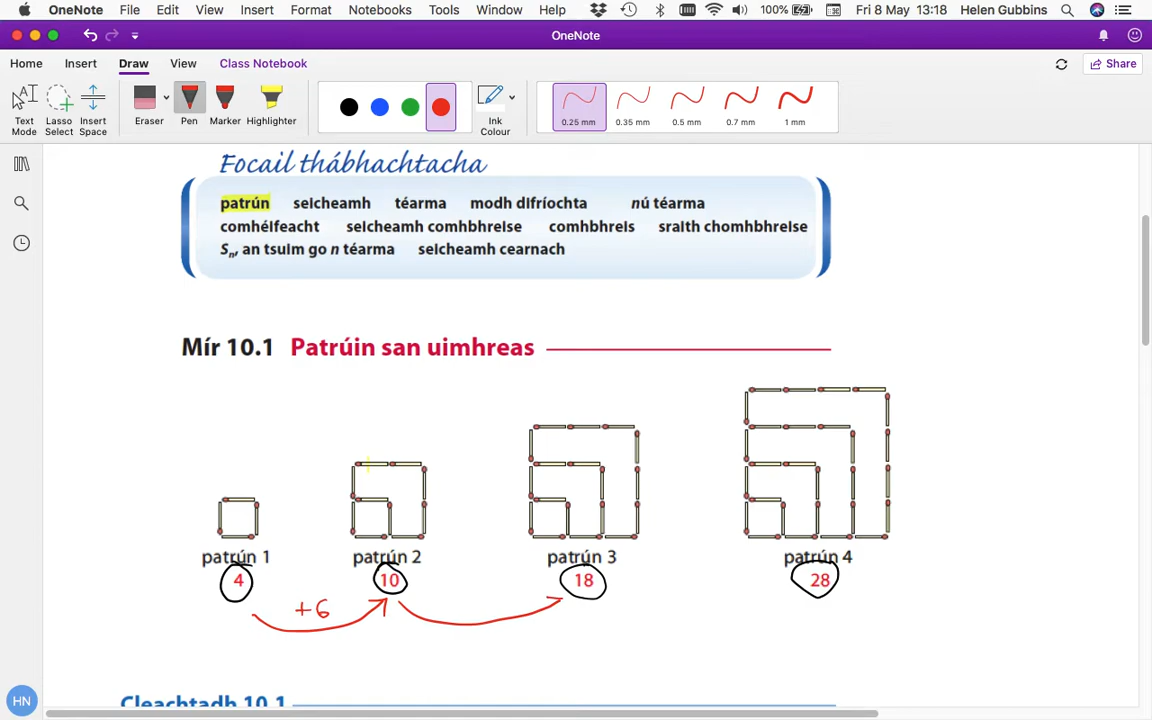 OneNote File Edit View Insert Format Notebooks Tools Window Help 100% Fri 8 May 13:18 Helen Gubbins
OneNote
Home Insert Draw View Class Notebook Share
Text Mode
Lasso Select
Insert Space
Eraser
Pen
Marker
Highlighter
Ink Colour
0.25 mm
0.35 mm
0.5 mm
0.7 mm
1 mm
Focail thábhachtacha
patrún seicheamh téarma modh difríochta nú téarma
comhéifeacht seicheamh comhbhreise comhbhreis sraith chomhbhreise
Sn, an tsuim go n téarma seicheamh cearnach
Mír 10.1 Patrúin san uimhreas
patrún 1 patrún 2 patrún 3 patrún 4
4 10 18 28
+6
HN
Cleachtadh 10.1